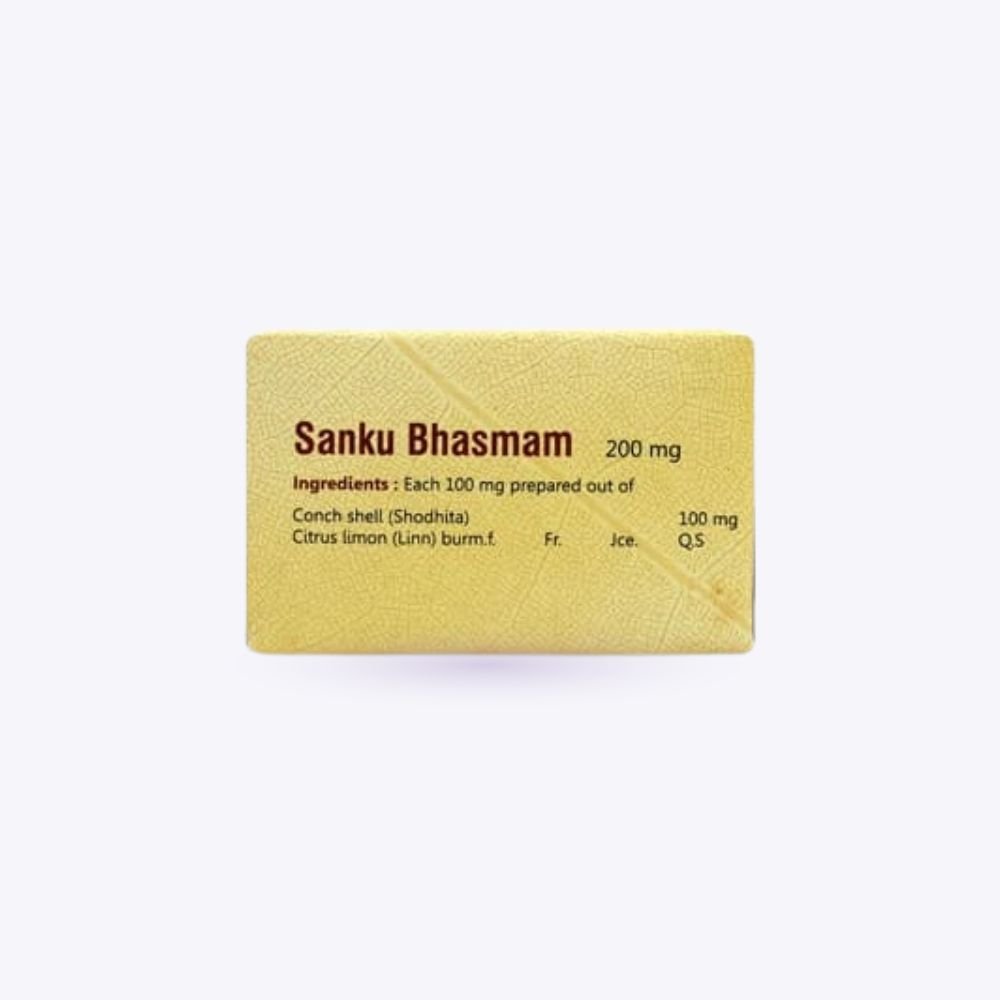 Sanku Bhasmam 200 mg
Ingredients : Each 100 mg prepared out of
Conch shell (Shodhita) 100 mg
Citrus limon (Linn) burm.f. Fr. Jce. Q.S